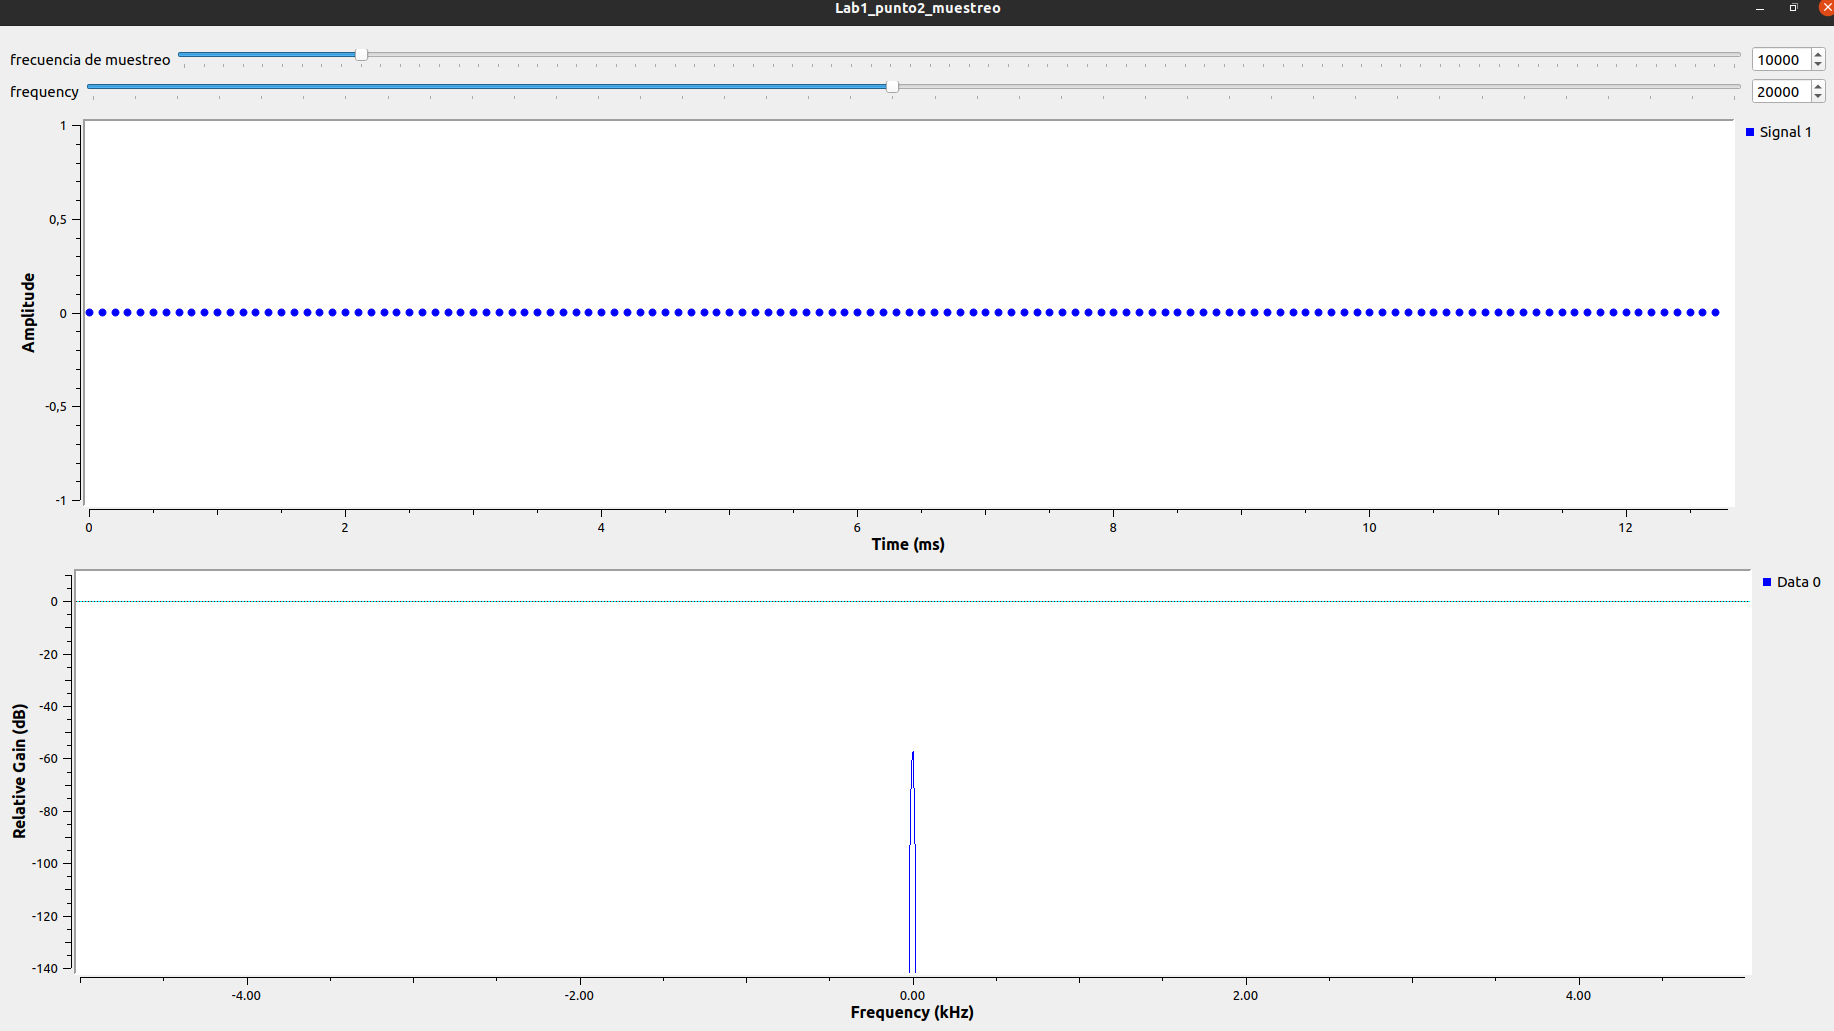 Lab1_punto2_muestreo
frecuencia de muestreo 10000
frequency 20000
Signal 1
1
0,5
0
-0,5
-1
Amplitude
0 2 4 6 8 10 12
Time (ms)
Data 0
0
-20
-40
-60
-80
-100
-120
-140
Relative Gain (dB)
-4.00 -2.00 0.00 2.00 4.00
Frequency (kHz)